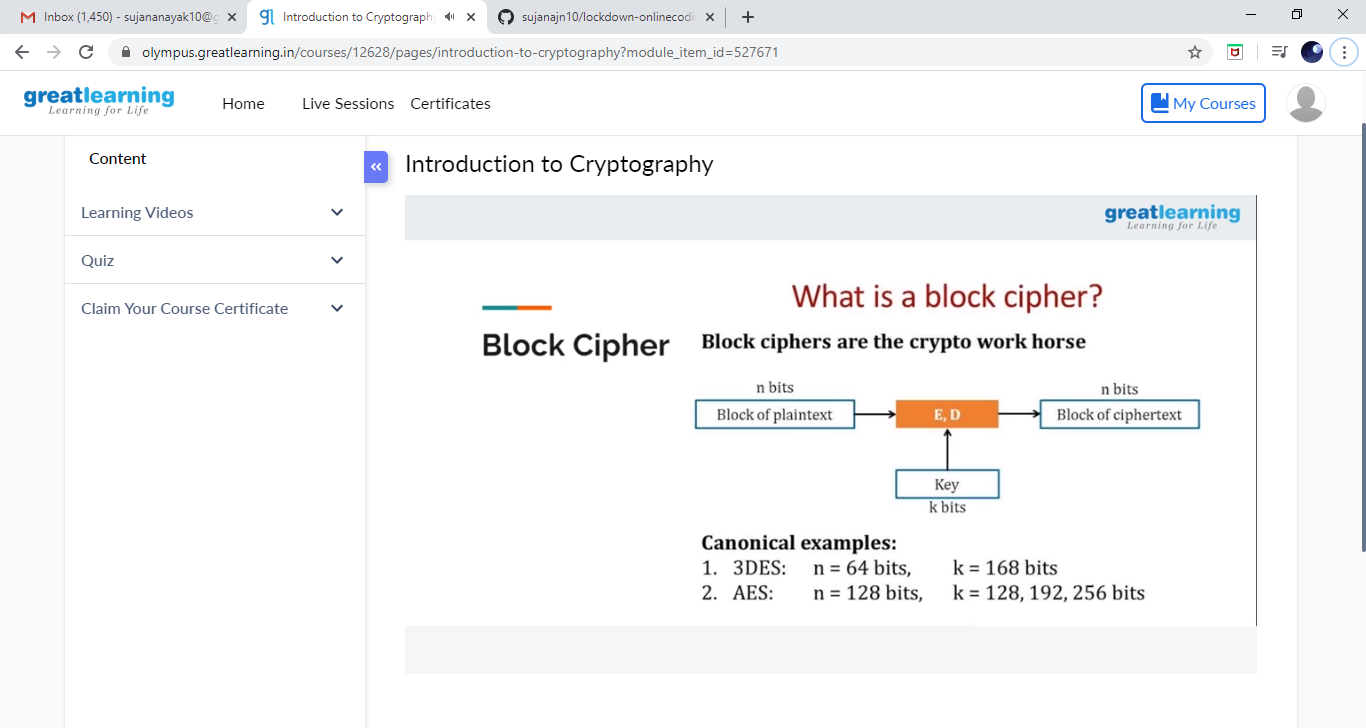 Inbox (1,450) - sujananayak10@g
Introduction to Cryptography
sujanajn10/lockdown-onlinecodi
olympus.greatlearning.in/courses/12628/pages/introduction-to-cryptography?module_item_id=527671
greatlearning
Learning for Life
Home
Live Sessions
Certificates
My Courses
Content
Learning Videos
Quiz
Claim Your Course Certificate
Introduction to Cryptography
greatlearning
Learning for Life
Block Cipher
What is a block cipher?
Block ciphers are the crypto work horse
n bits
n bits
Block of plaintext
E, D
Block of ciphertext
Key
k bits
Canonical examples:
1. 3DES: n = 64 bits, k = 168 bits
2. AES: n = 128 bits, k = 128, 192, 256 bits